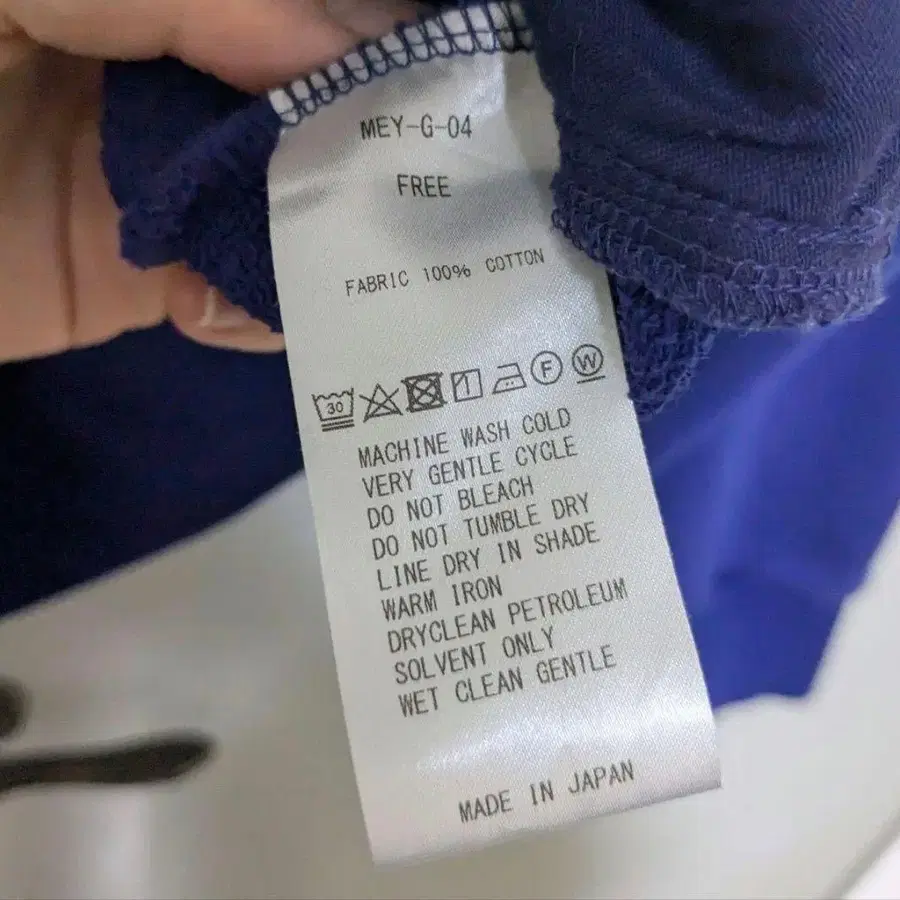 MEY-G-04
FREE
FABRIC 100% COTTON
30 F W
MACHINE WASH COLD
VERY GENTLE CYCLE
DO NOT BLEACH
DO NOT TUMBLE DRY
LINE DRY IN SHADE
WARM IRON
DRYCLEAN PETROLEUM
SOLVENT ONLY
WET CLEAN GENTLE
MADE IN JAPAN